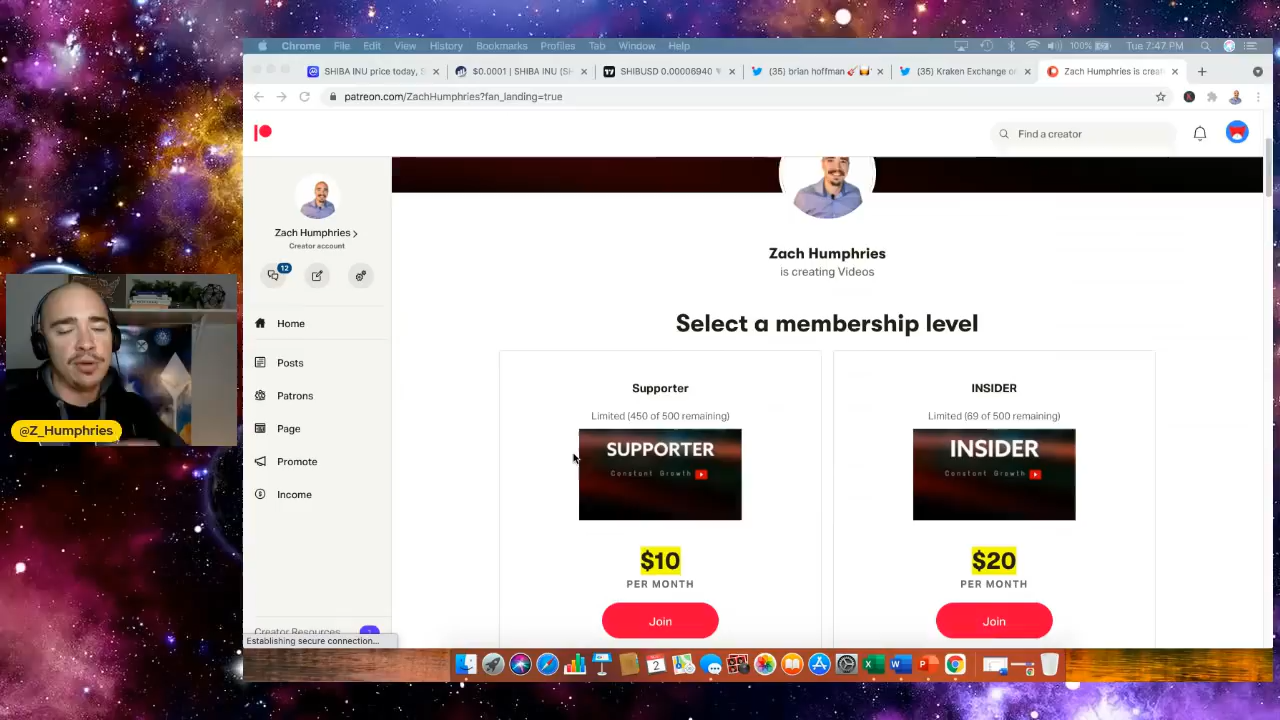 Chrome File Edit View History Bookmarks Profiles Tab Window Help 100% Tue 7:47 PM
SHIBA INU price today, S
$0.0001 | SHIBA INU (SH
SHIBUSD 0.00006940
(35) brian hoffman
(35) Kraken Exchange o
Zach Humphries is crea
patreon.com/ZachHumphries?fan_landing=true
Find a creator
Zach Humphries
Creator account
12
Home
Posts
Patrons
Page
Promote
Income
Creator Resources
Establishing secure connection...
Zach Humphries
is creating Videos
Select a membership level
Supporter
Limited (450 of 500 remaining)
SUPPORTER
Constant Growth
$10
PER MONTH
Join
INSIDER
Limited (69 of 500 remaining)
INSIDER
Constant Growth
$20
PER MONTH
Join
@Z_Humphries
2